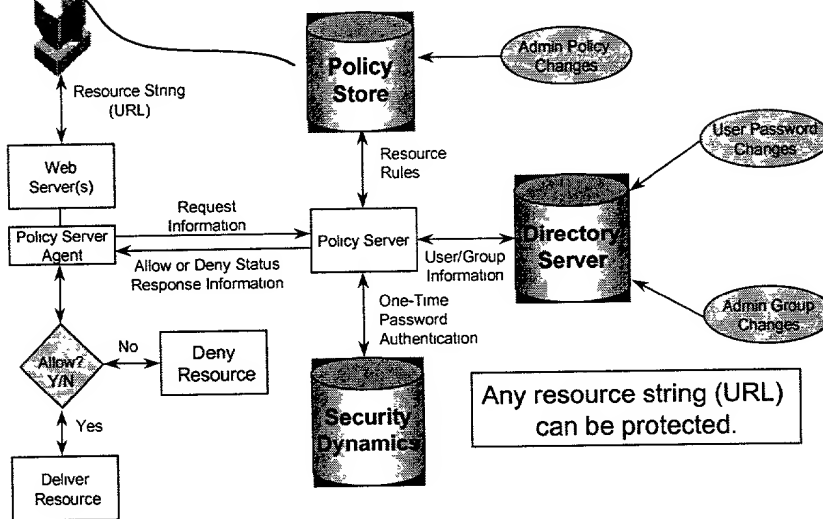 Policy
Store
Admin Policy
Changes
Resource String
(URL)
User Password
Changes
Web
Server(s)
Resource
Rules
Request
Information
Policy Server
Agent
Policy Server
Directory
Server
Allow or Deny Status
Response Information
User/Group
Information
One-Time
Password
Authentication
Admin Group
Changes
Allow?
Y/N
No
Deny
Resource
Security
Dynamics
Any resource string (URL)
can be protected.
Yes
Deliver
Resource